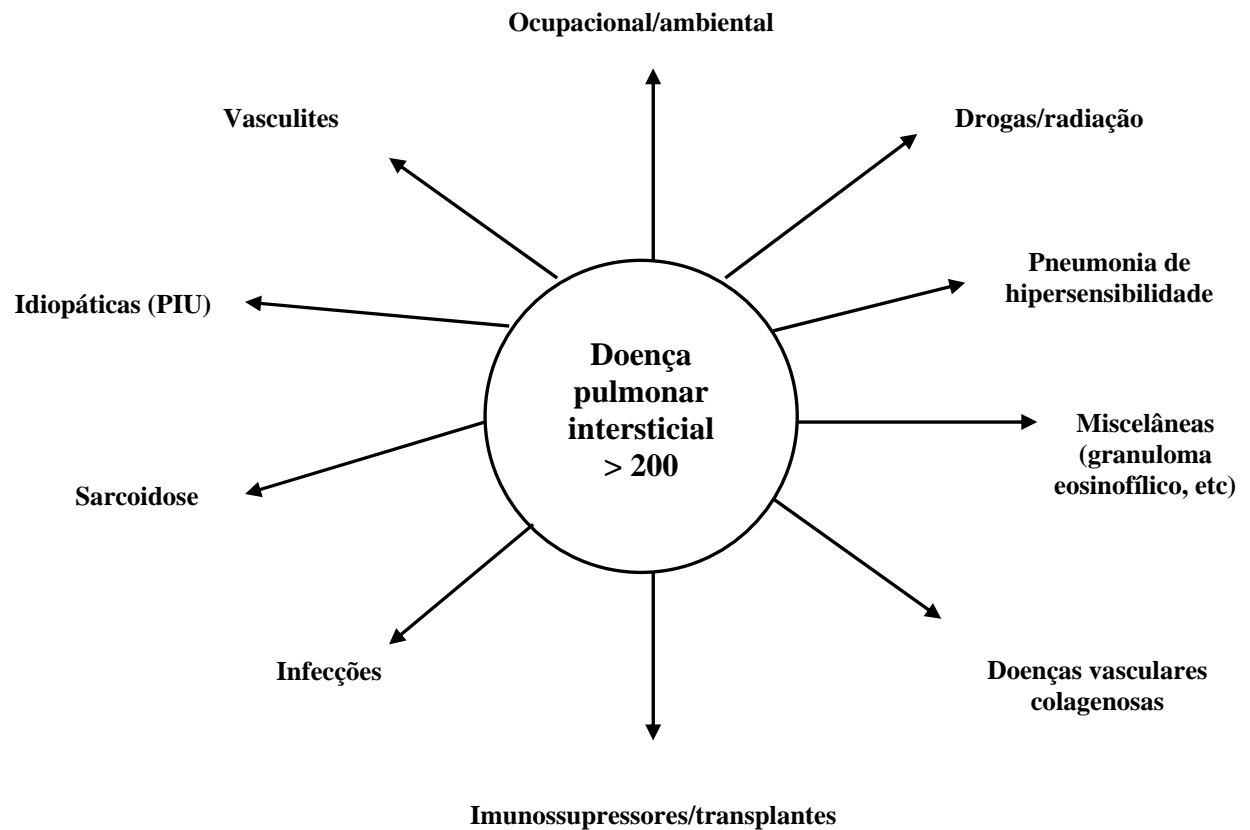 Ocupacional/ambiental
Vasculites
Drogas/radiação
Pneumonia de
hipersensibilidade
Idiopáticas (PIU)
Doença
pulmonar
intersticial
> 200
Miscelâneas
(granuloma
eosinofílico, etc)
Sarcoidose
Infecções
Doenças vasculares
colagenosas
Imunossupressores/transplantes